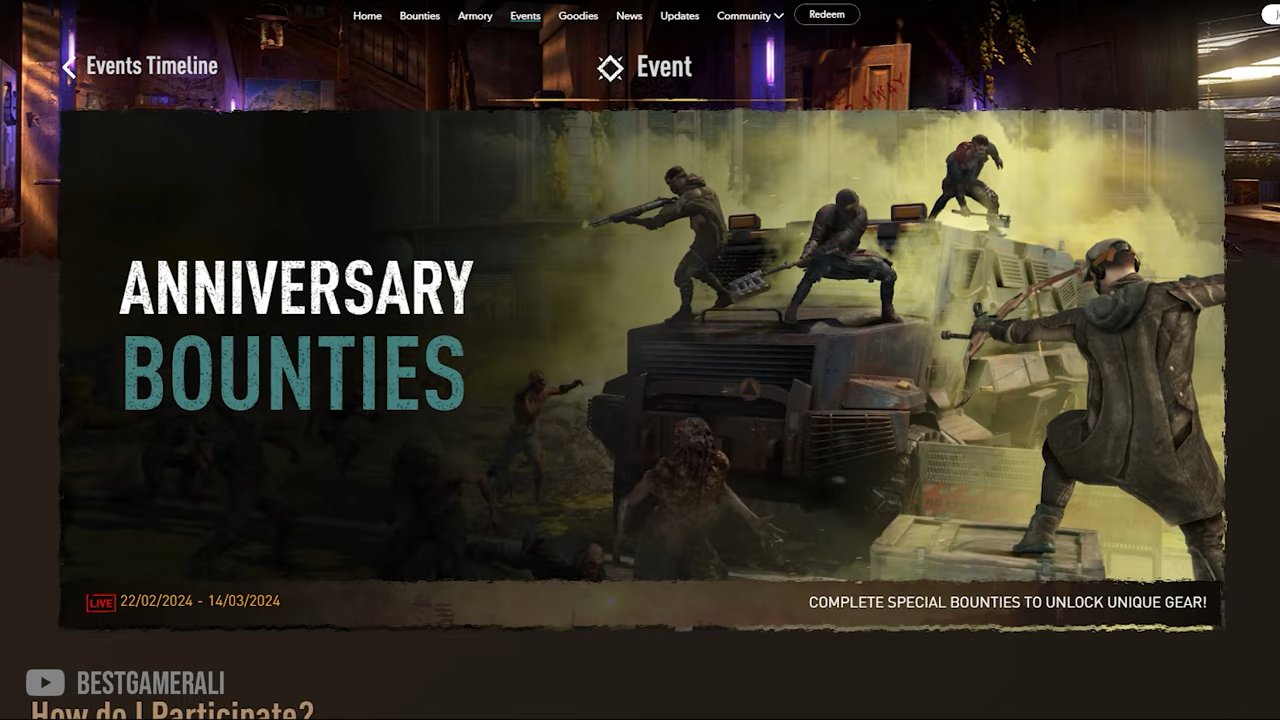 Home Bounties Armory Events Goodies News Updates Community Redeem
Events Timeline
Event
ANNIVERSARY
BOUNTIES
LIVE 22/02/2024 - 14/03/2024
COMPLETE SPECIAL BOUNTIES TO UNLOCK UNIQUE GEAR!
BESTGAMERALI
How do I Participate?